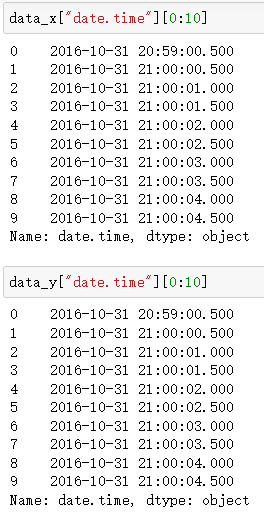 data_x["date.time"][0:10]
0    2016-10-31 20:59:00.500
1    2016-10-31 21:00:00.500
2    2016-10-31 21:00:01.000
3    2016-10-31 21:00:01.500
4    2016-10-31 21:00:02.000
5    2016-10-31 21:00:02.500
6    2016-10-31 21:00:03.000
7    2016-10-31 21:00:03.500
8    2016-10-31 21:00:04.000
9    2016-10-31 21:00:04.500
Name: date.time, dtype: object
data_y["date.time"][0:10]
0    2016-10-31 20:59:00.500
1    2016-10-31 21:00:00.500
2    2016-10-31 21:00:01.000
3    2016-10-31 21:00:01.500
4    2016-10-31 21:00:02.000
5    2016-10-31 21:00:02.500
6    2016-10-31 21:00:03.000
7    2016-10-31 21:00:03.500
8    2016-10-31 21:00:04.000
9    2016-10-31 21:00:04.500
Name: date.time, dtype: object